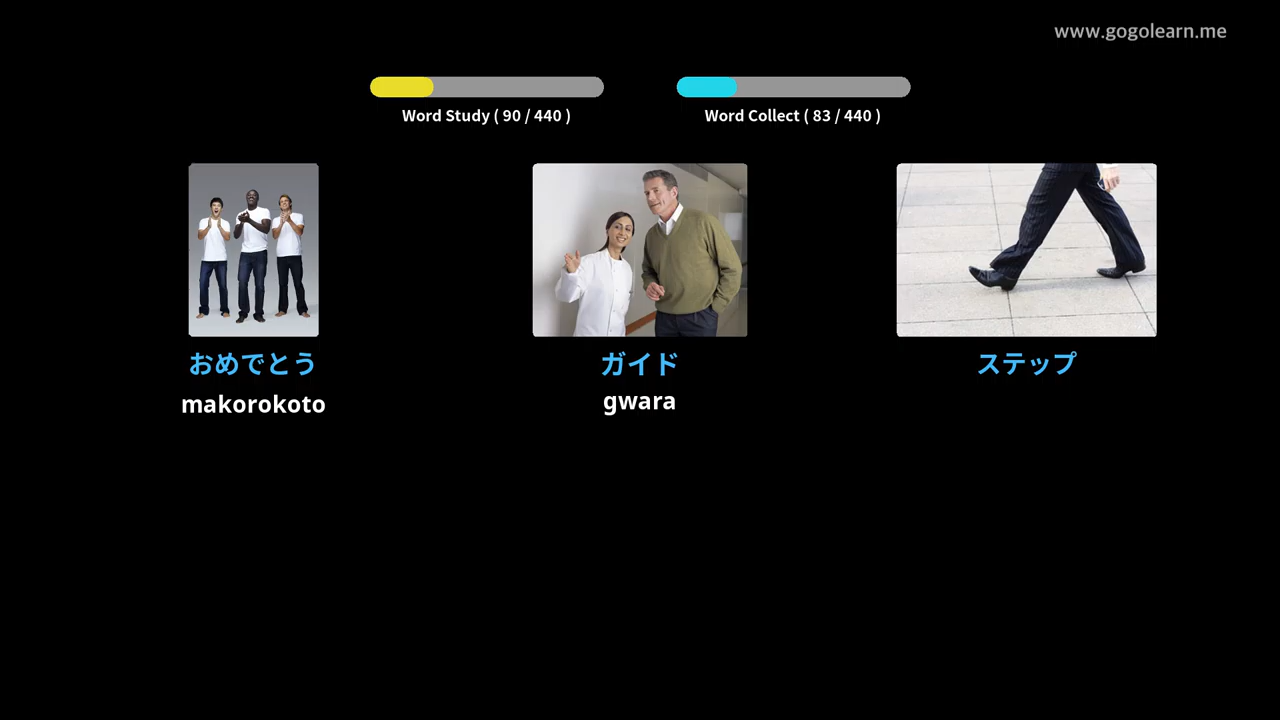 www.gogolearn.me
Word Study ( 90 / 440 )
Word Collect ( 83 / 440 )
おめでとう
makorokoto
ガイド
gwara
ステップ